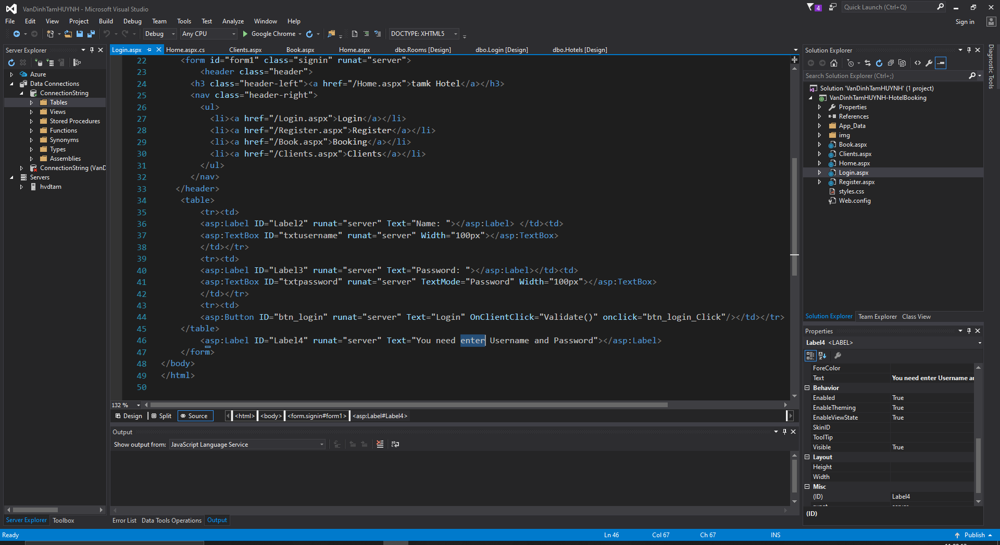 VanDinhTamHUYNH - Microsoft Visual Studio
4
Quick Launch (Ctrl+Q)
File Edit View Project Build Debug Team Tools Test Analyze Window Help
Sign in
Debug Any CPU Google Chrome DOCTYPE: XHTML5
Server Explorer
Azure
Data Connections
ConnectionString
Tables
Views
Stored Procedures
Functions
Synonyms
Types
Assemblies
ConnectionString (VanD
Servers
hvdtam
Server Explorer Toolbox
Login.aspx Home.aspx.cs Clients.aspx Book.aspx Home.aspx dbo.Rooms [Design] dbo.Login [Design] dbo.Hotels [Design]
22 <form id="form1" class="signin" runat="server">
23 <header class="header">
24 <h3 class="header-left"><a href="/Home.aspx">tamk Hotel</a></h3>
25 <nav class="header-right">
26 <ul>
27 <li><a href="/Login.aspx">Login</a></li>
28 <li><a href="/Register.aspx">Register</a></li>
29 <li><a href="/Book.aspx">Booking</a></li>
30 <li><a href="/Clients.aspx">Clients</a></li>
31 </ul>
32 </nav>
33 </header>
34 <table>
35 <tr><td>
36 <asp:Label ID="Label2" runat="server" Text="Name: "></asp:Label> </td><td>
37 <asp:TextBox ID="txtusername" runat="server" Width="100px"></asp:TextBox>
38 </td></tr>
39 <tr><td>
40 <asp:Label ID="Label3" runat="server" Text="Password: "></asp:Label></td><td>
41 <asp:TextBox ID="txtpassword" runat="server" TextMode="Password" Width="100px"></asp:TextBox>
42 </td></tr>
43 <tr><td>
44 <asp:Button ID="btn_login" runat="server" Text="Login" OnClientClick="Validate()" onclick="btn_login_Click"/></td></tr>
45 </table>
46 <asp:Label ID="Label4" runat="server" Text="You need enter Username and Password"></asp:Label>
47 </form>
48 </body>
49 </html>
50
132 %
Design Split Source <html> <body> <form.signin#form1> <asp:Label#Label4>
Output
Show output from: JavaScript Language Service
Error List Data Tools Operations Output
Solution Explorer
Search Solution Explorer (Ctrl+;)
Solution 'VanDinhTamHUYNH' (1 project)
VanDinhTamHUYNH-HotelBooking
Properties
References
App_Data
img
Book.aspx
Clients.aspx
Home.aspx
Login.aspx
Register.aspx
styles.css
Web.config
Solution Explorer Team Explorer Class View
Properties
Label4 <LABEL>
ForeColor
Text You need enter Username ar
Behavior
Enabled True
EnableTheming True
EnableViewState True
SkinID
ToolTip
Visible True
Layout
Height
Width
Misc
(ID) Label4
(ID)
Diagnostic Tools
Ready Ln 46 Col 67 Ch 67 INS Publish